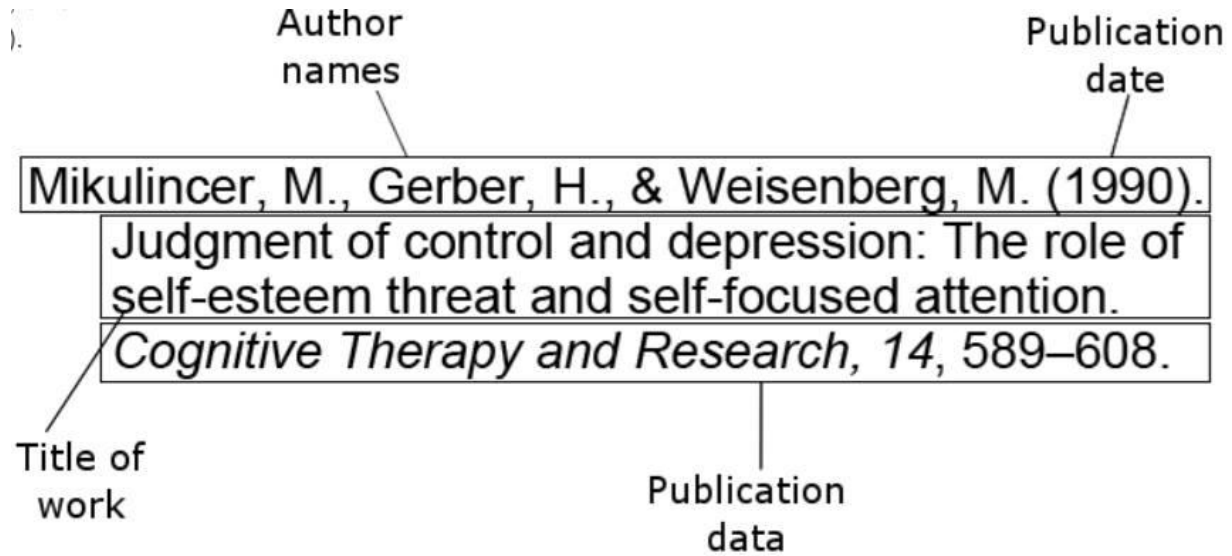 ).
Author
names
Publication
date
Mikulincer, M., Gerber, H., & Weisenberg, M. (1990).
Judgment of control and depression: The role of
self-esteem threat and self-focused attention.
Cognitive Therapy and Research, 14, 589–608.
Title of
work
Publication
data